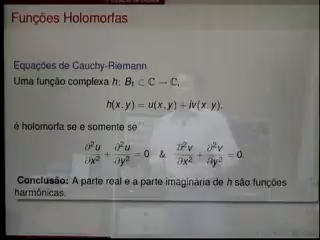 Funções Holomorfas
Equações de Cauchy-Riemann
Uma função complexa h: B₁ ⊂ ℂ → ℂ,
h(x, y) = u(x, y) + iv(x, y),
é holomorfa se e somente se
∂²u/∂x² + ∂²u/∂y² = 0 & ∂²v/∂x² + ∂²v/∂y² = 0.
Conclusão: A parte real e a parte imaginária de h são funções
harmônicas.